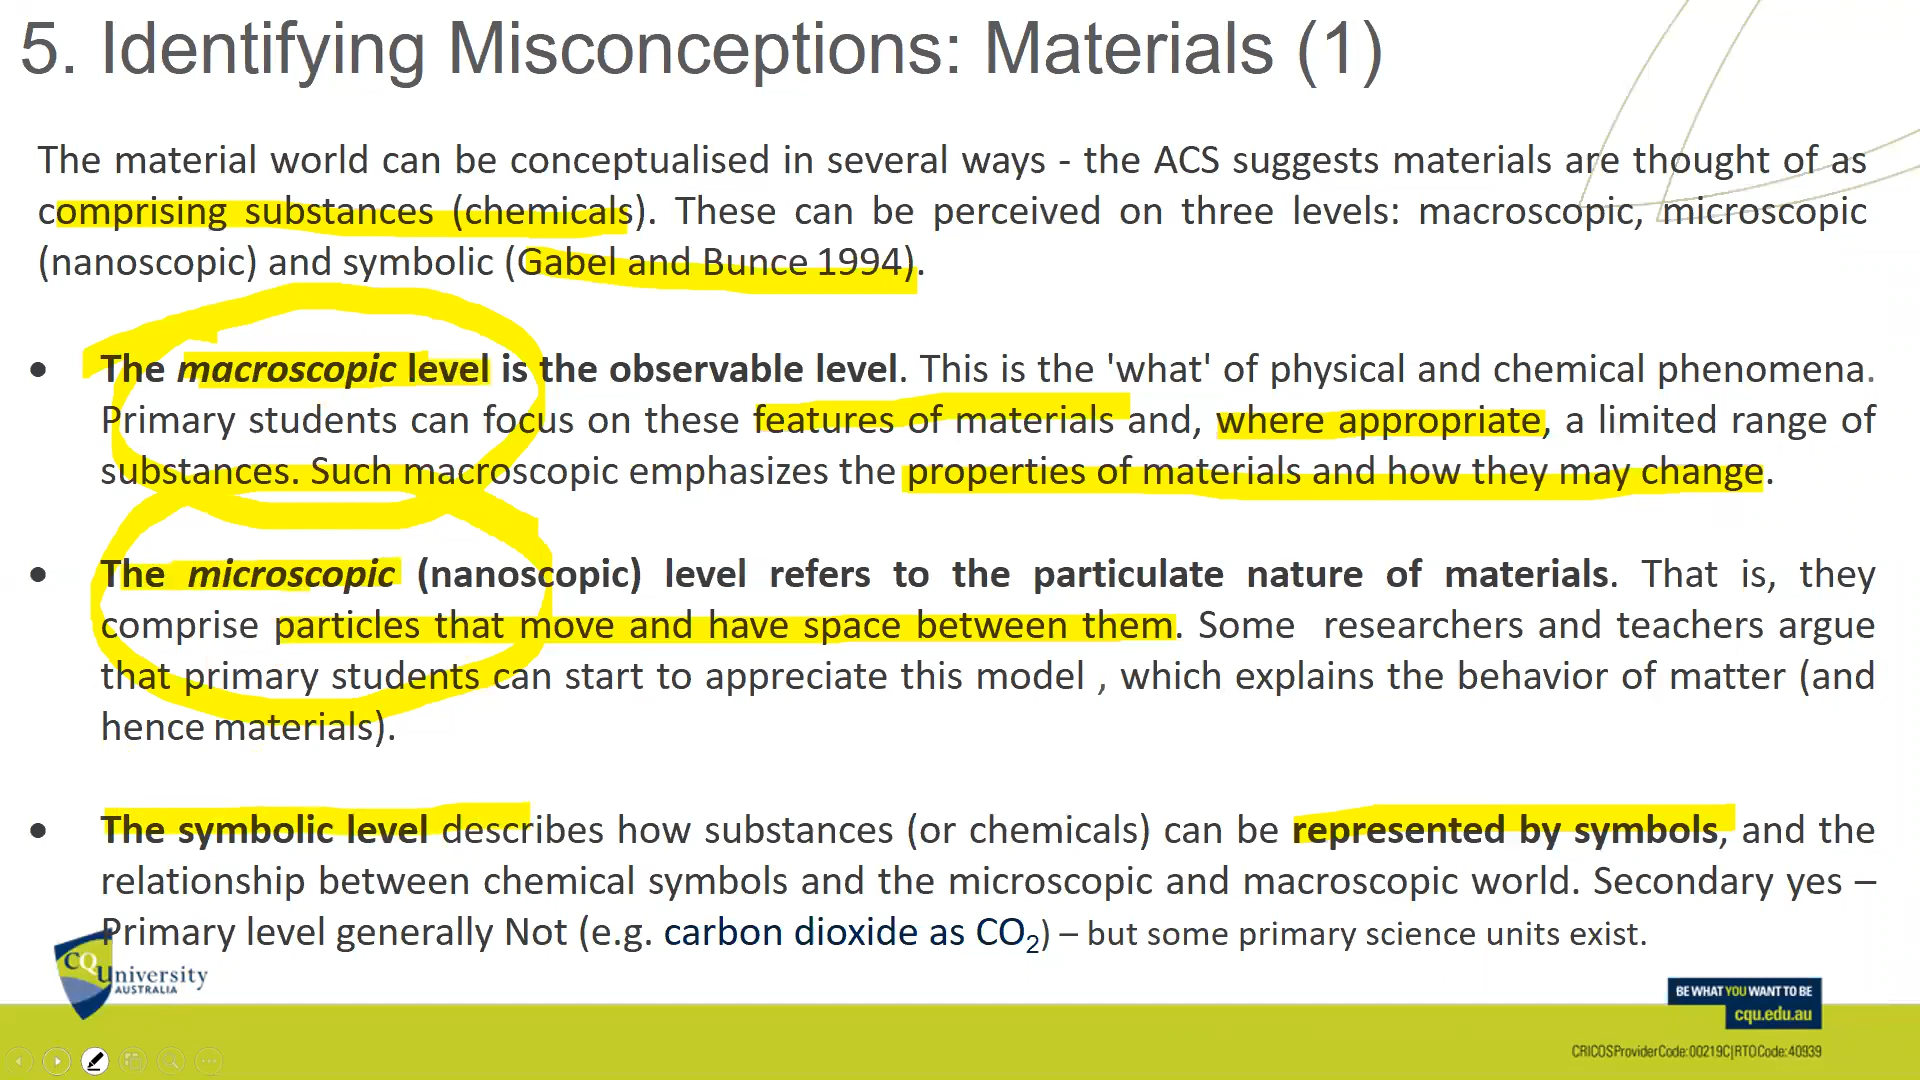 5. Identifying Misconceptions: Materials (1)
The material world can be conceptualised in several ways - the ACS suggests materials are thought of as
comprising substances (chemicals). These can be perceived on three levels: macroscopic, microscopic
(nanoscopic) and symbolic (Gabel and Bunce 1994).
• The macroscopic level is the observable level. This is the 'what' of physical and chemical phenomena.
Primary students can focus on these features of materials and, where appropriate, a limited range of
substances. Such macroscopic emphasizes the properties of materials and how they may change.
• The microscopic (nanoscopic) level refers to the particulate nature of materials. That is, they
comprise particles that move and have space between them. Some researchers and teachers argue
that primary students can start to appreciate this model , which explains the behavior of matter (and
hence materials).
• The symbolic level describes how substances (or chemicals) can be represented by symbols, and the
relationship between chemical symbols and the microscopic and macroscopic world. Secondary yes –
Primary level generally Not (e.g. carbon dioxide as CO₂) – but some primary science units exist.
CQUniversity
AUSTRALIA
BE WHAT YOU WANT TO BE
cqu.edu.au
CRICOS Provider Code: 00219C | RTO Code: 40939